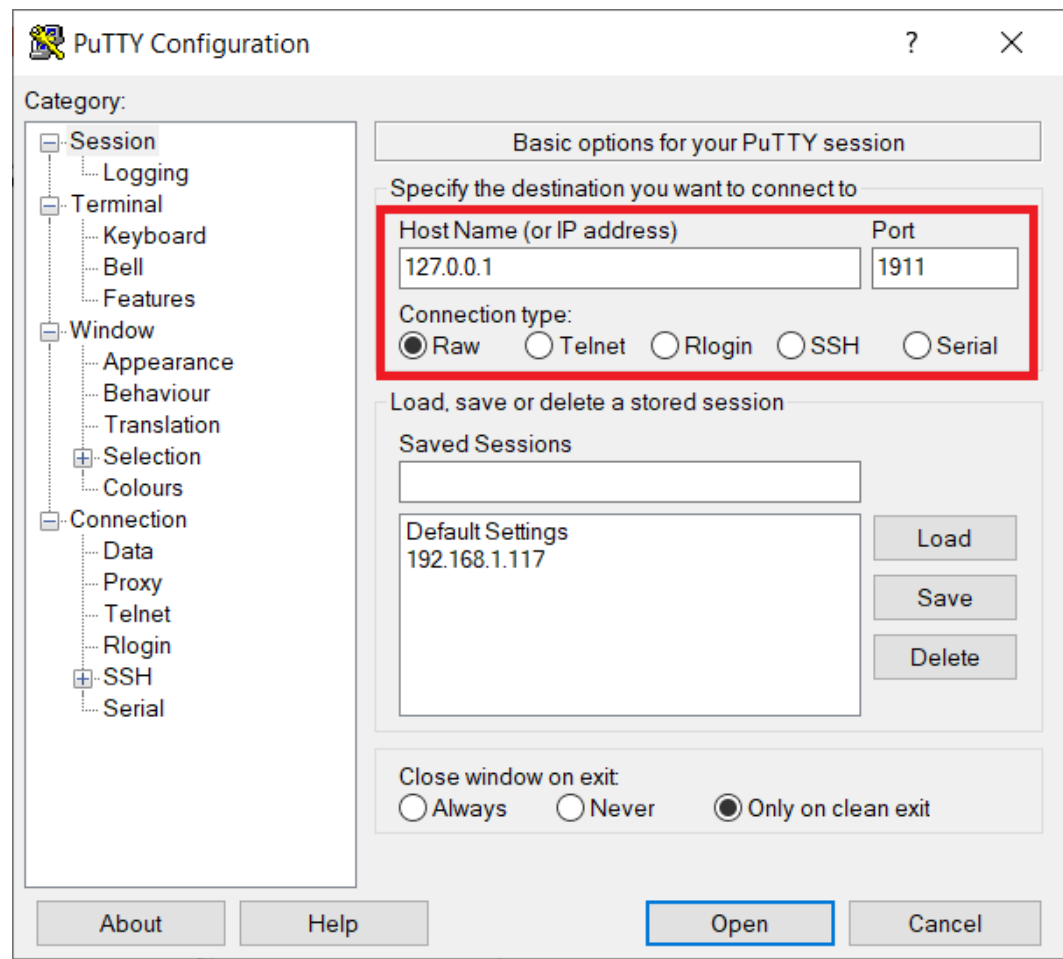 PuTTY Configuration
?
Category:
Session
Logging
Terminal
Keyboard
Bell
Features
Window
Appearance
Behaviour
Translation
Selection
Colours
Connection
Data
Proxy
Telnet
Rlogin
SSH
Serial
Basic options for your PuTTY session
Specify the destination you want to connect to
Host Name (or IP address) Port
127.0.0.1 1911
Connection type:
Raw Telnet Rlogin SSH Serial
Load, save or delete a stored session
Saved Sessions
Default Settings
192.168.1.117
Load
Save
Delete
Close window on exit:
Always Never Only on clean exit
About Help Open Cancel